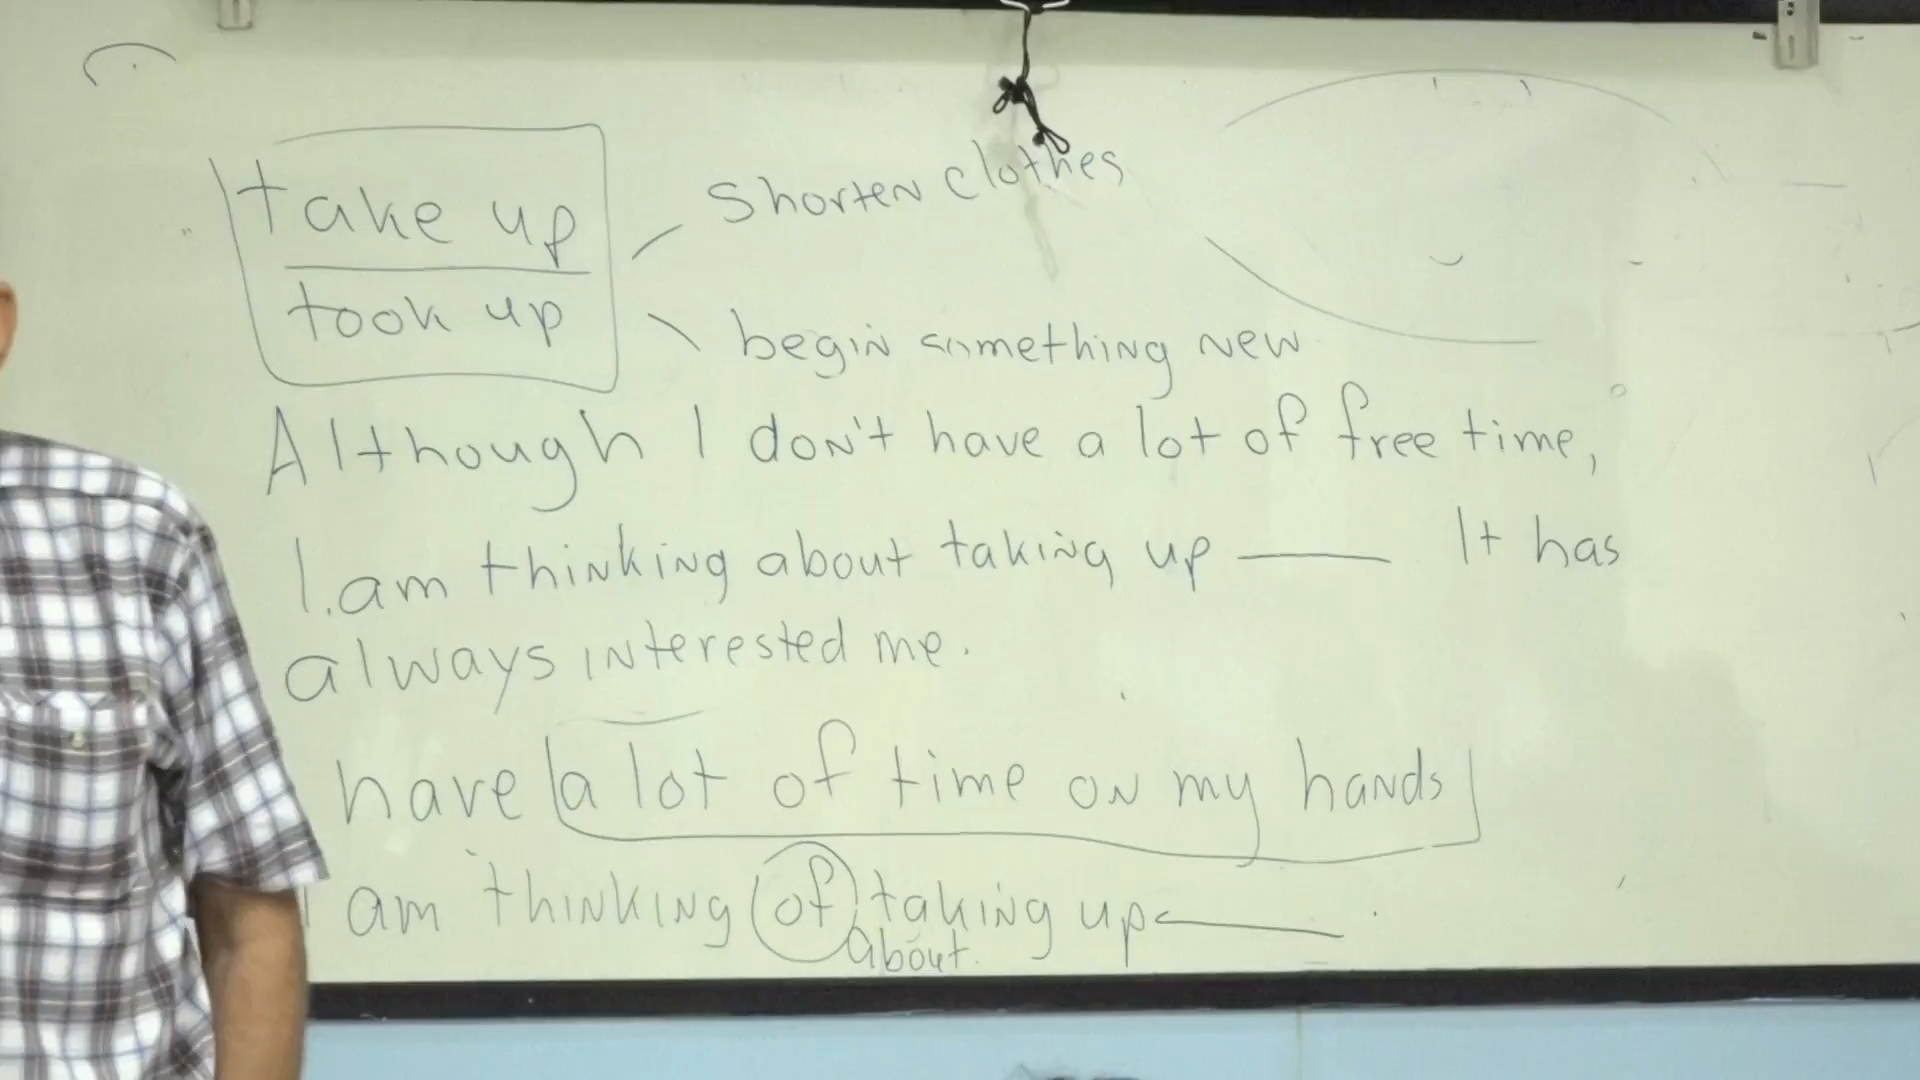 take up
took up
shorten clothes
begin something new
Although I don't have a lot of free time,
I am thinking about taking up ——— It has
always interested me.
have a lot of time on my hands
I am thinking of taking up ———.
about.